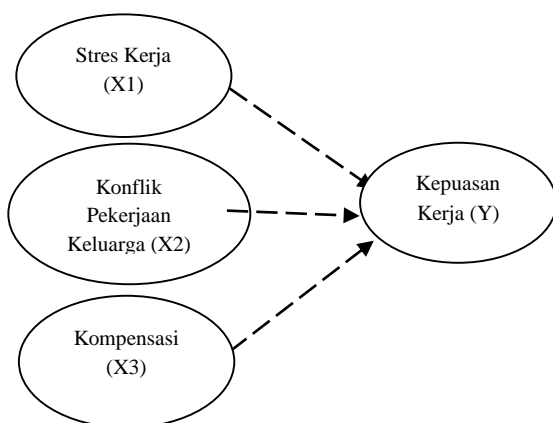 Stres Kerja
(X1)
Konflik
Pekerjaan
Keluarga (X2)
Kompensasi
(X3)
Kepuasan
Kerja (Y)